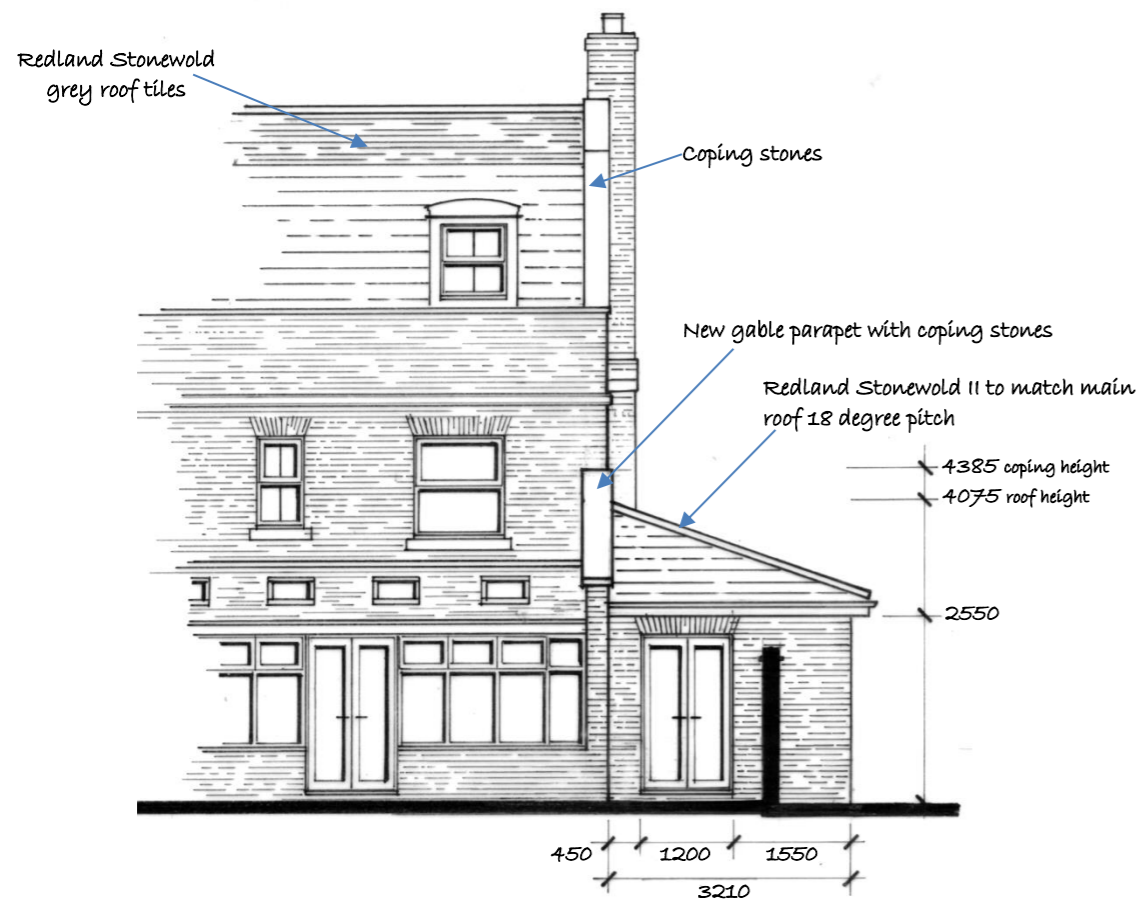 Redland Stonewold
grey roof tiles
Coping stones
New gable parapet with coping stones
Redland Stonewold II to match main
roof 18 degree pitch
4385 coping height
4075 roof height
2550
450
1200
1550
3210